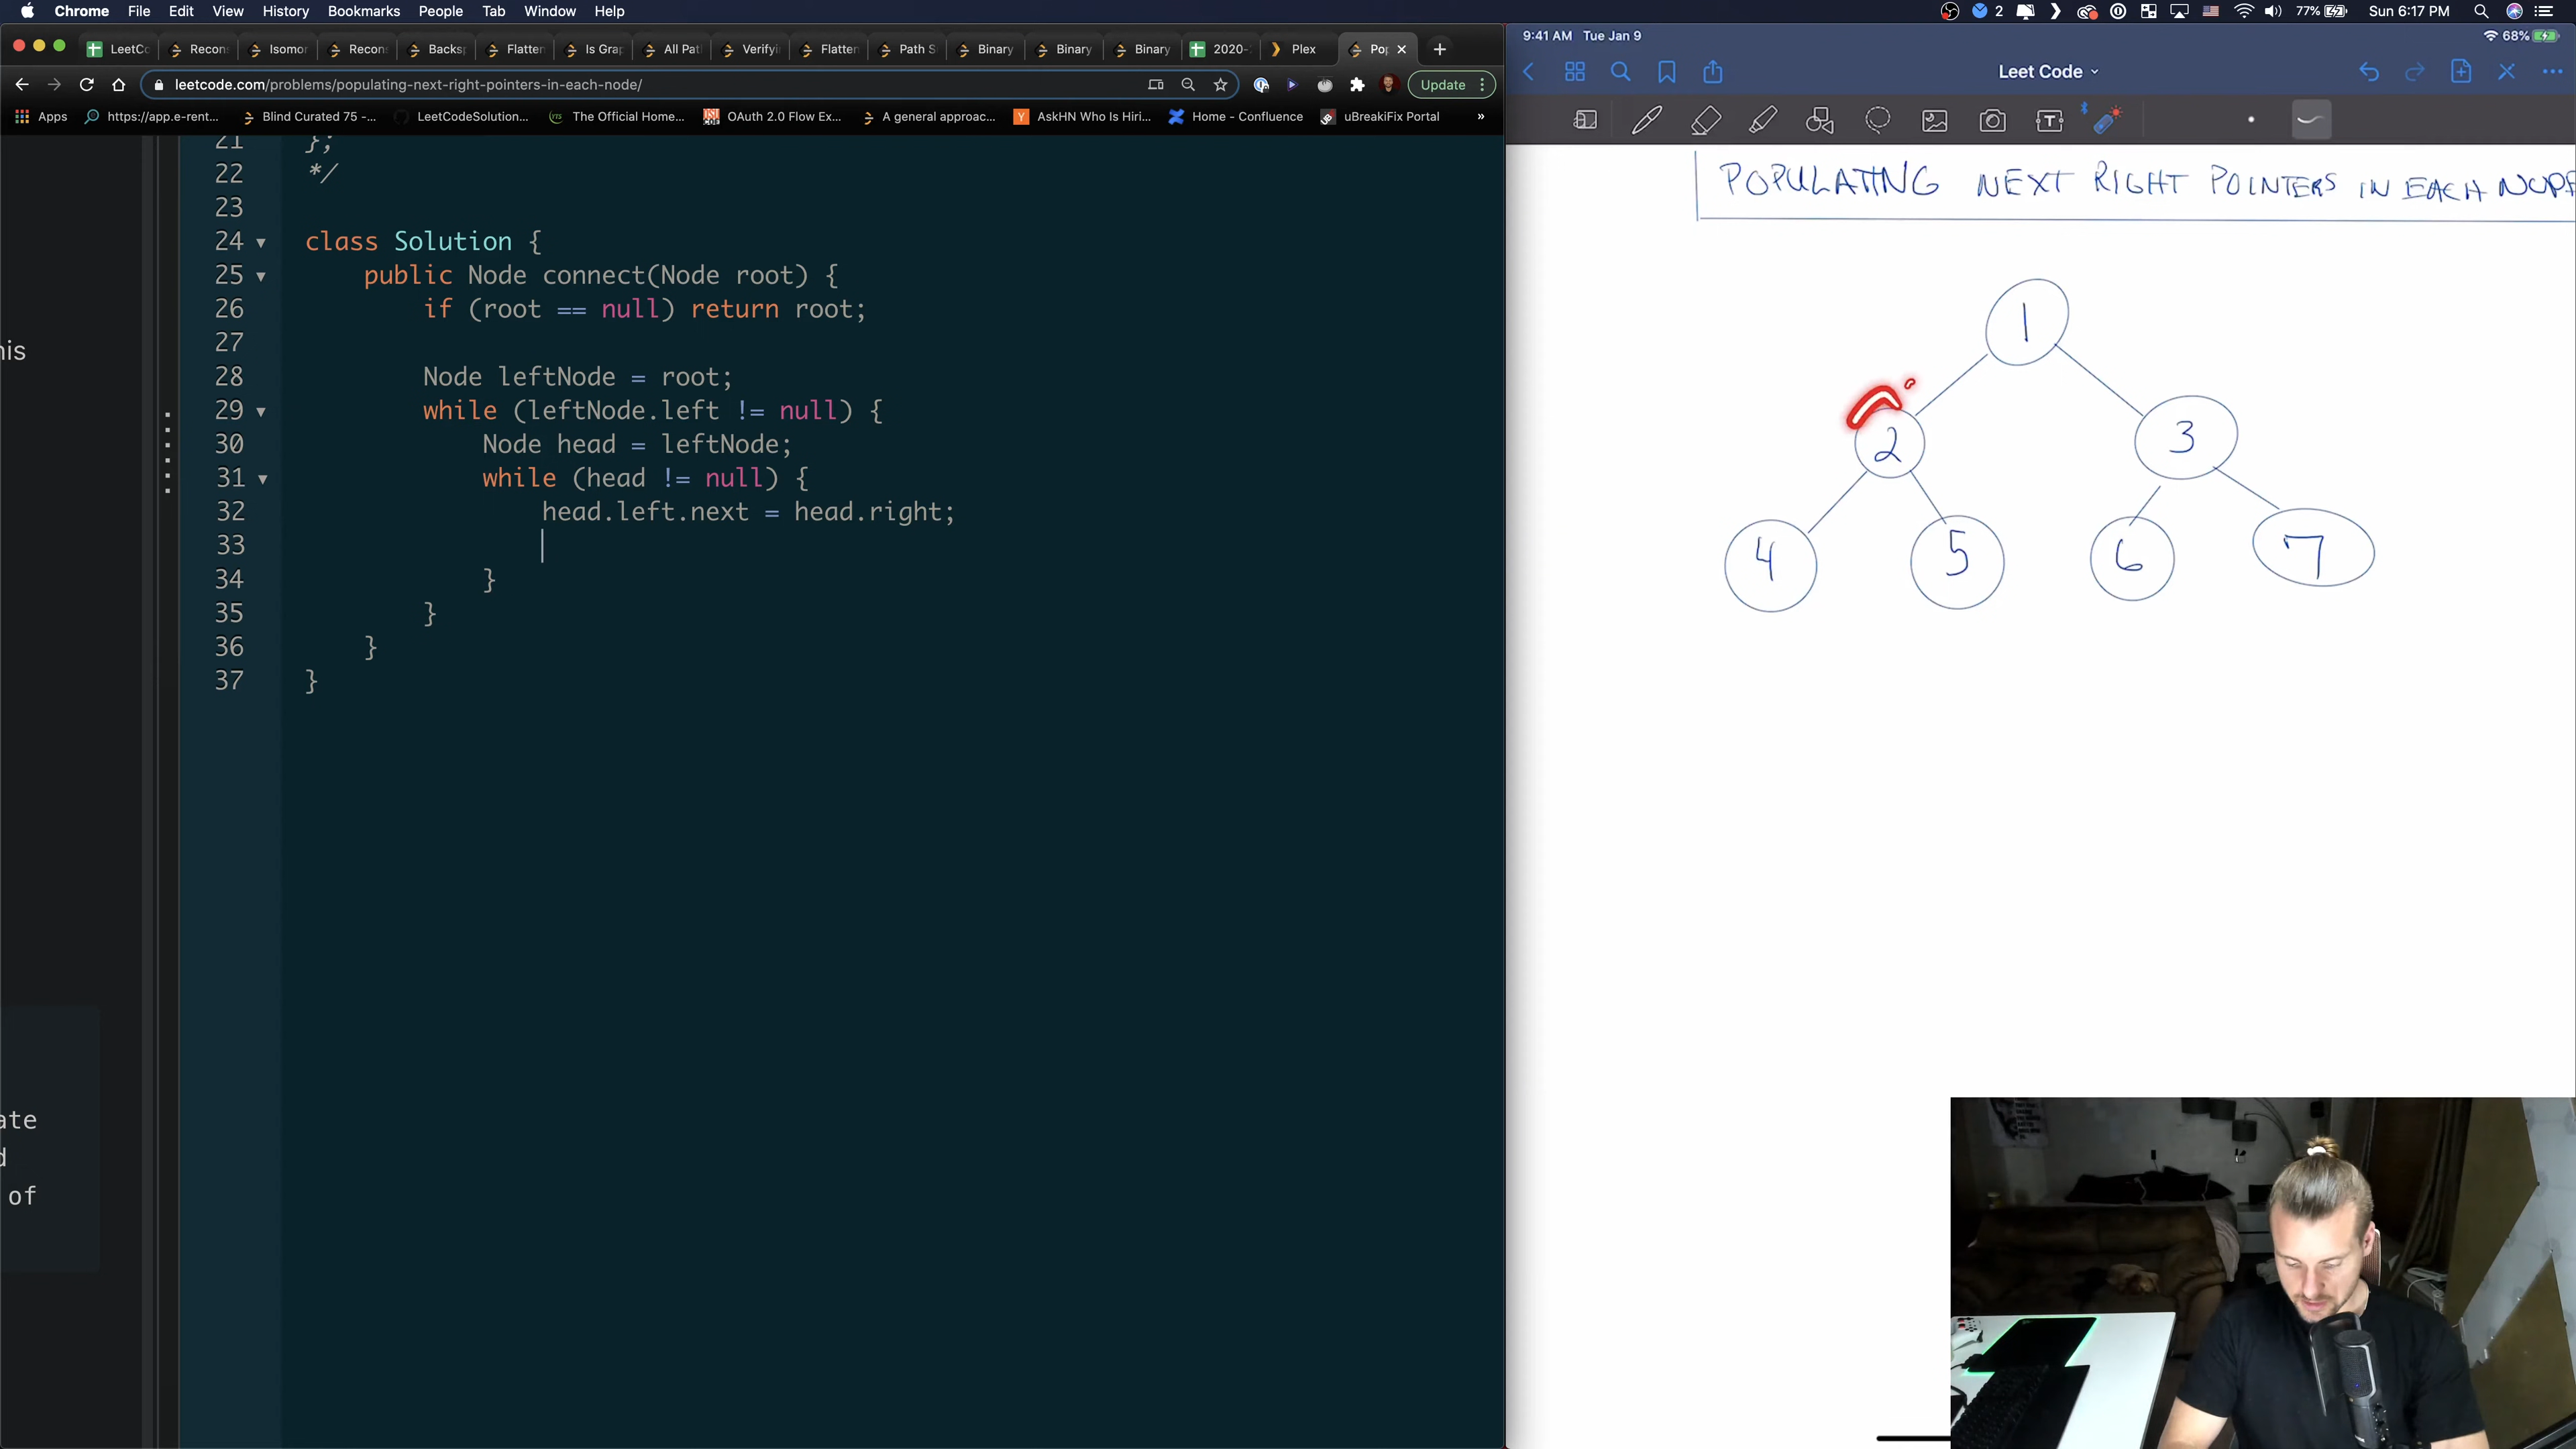 Chrome File Edit View History Bookmarks People Tab Window Help
2 77% Sun 6:17 PM
LeetCo Recons Isomor Recons Backsp Flatten Is Grap All Pat Verifyin Flatten Path S Binary Binary Binary 2020- Plex Pop
leetcode.com/problems/populating-next-right-pointers-in-each-node/ Update
Apps https://app.e-rent... Blind Curated 75 -... LeetCodeSolution... The Official Home... OAuth 2.0 Flow Ex... A general approac... AskHN Who Is Hiri... Home - Confluence uBreakiFix Portal »
21 };
22 */
23
24 class Solution {
25 public Node connect(Node root) {
26 if (root == null) return root;
27
28 Node leftNode = root;
29 while (leftNode.left != null) {
30 Node head = leftNode;
31 while (head != null) {
32 head.left.next = head.right;
33
34 }
35 }
36 }
37 }
his
ate
d
of
9:41 AM Tue Jan 9 68%
Leet Code
POPULATING NEXT RIGHT POINTERS IN EACH NODE
1
2 3
4 5 6 7